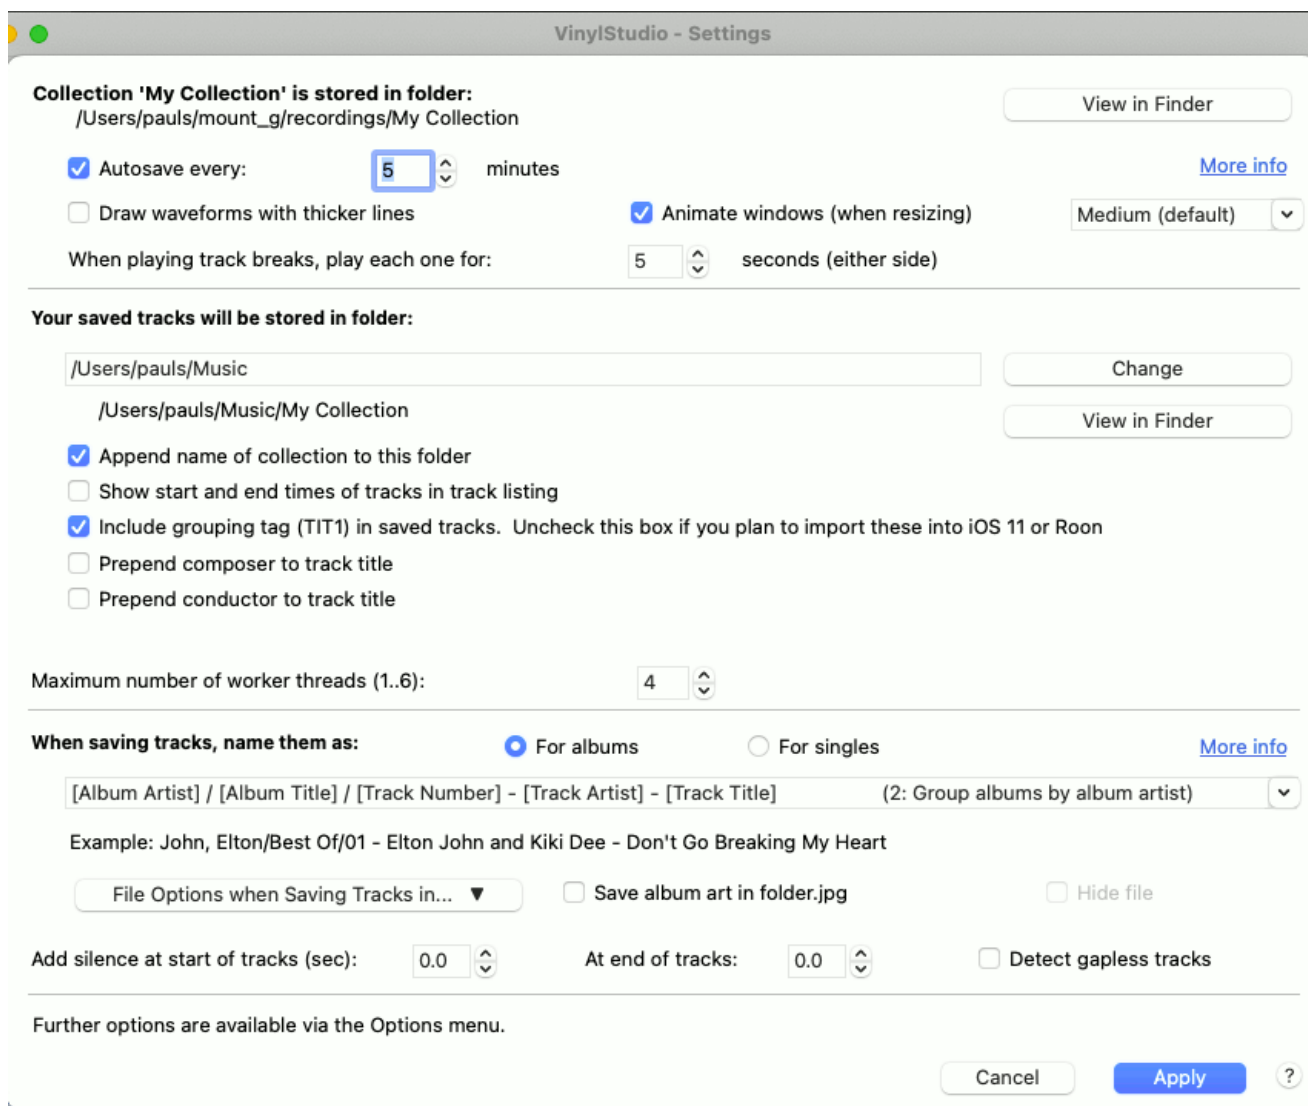 VinylStudio - Settings
Collection 'My Collection' is stored in folder:
/Users/pauls/mount_g/recordings/My Collection
View in Finder
Autosave every: 5 minutes
More info
Draw waveforms with thicker lines
Animate windows (when resizing)
Medium (default)
When playing track breaks, play each one for: 5 seconds (either side)
Your saved tracks will be stored in folder:
/Users/pauls/Music
Change
/Users/pauls/Music/My Collection
View in Finder
Append name of collection to this folder
Show start and end times of tracks in track listing
Include grouping tag (TIT1) in saved tracks. Uncheck this box if you plan to import these into iOS 11 or Roon
Prepend composer to track title
Prepend conductor to track title
Maximum number of worker threads (1..6): 4
When saving tracks, name them as:
For albums
For singles
More info
[Album Artist] / [Album Title] / [Track Number] - [Track Artist] - [Track Title] (2: Group albums by album artist)
Example: John, Elton/Best Of/01 - Elton John and Kiki Dee - Don't Go Breaking My Heart
File Options when Saving Tracks in... ▼
Save album art in folder.jpg
Hide file
Add silence at start of tracks (sec): 0.0
At end of tracks: 0.0
Detect gapless tracks
Further options are available via the Options menu.
Cancel
Apply
?